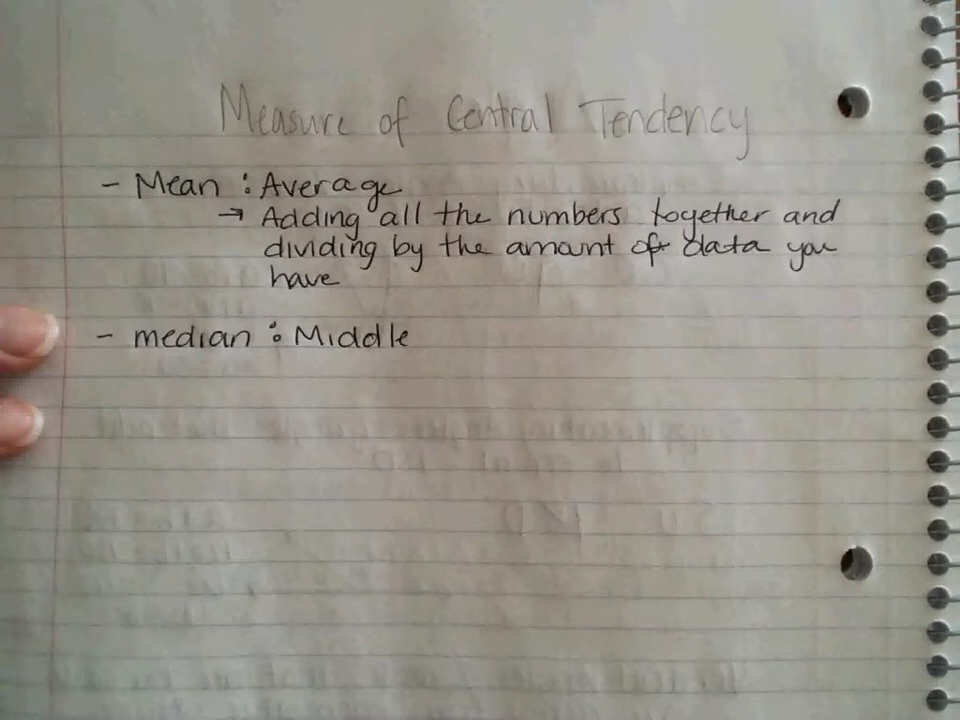 Measure of Central Tendency
- Mean : Average
→ Adding all the numbers together and
dividing by the amount of data you
have
- median : Middle